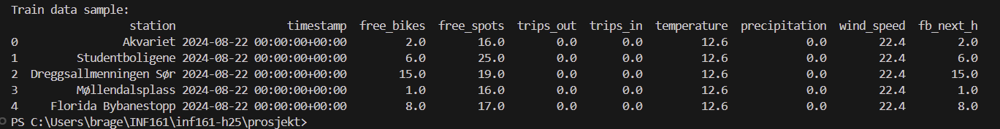 Train data sample:
station timestamp free_bikes free_spots trips_out trips_in temperature precipitation wind_speed fb_next_h
0 Akvariet 2024-08-22 00:00:00+00:00 2.0 16.0 0.0 0.0 12.6 0.0 22.4 2.0
1 Studentboligene 2024-08-22 00:00:00+00:00 6.0 25.0 0.0 0.0 12.6 0.0 22.4 6.0
2 Dreggsallmenningen Sør 2024-08-22 00:00:00+00:00 15.0 19.0 0.0 0.0 12.6 0.0 22.4 15.0
3 Møllendalsplass 2024-08-22 00:00:00+00:00 1.0 16.0 0.0 0.0 12.6 0.0 22.4 1.0
4 Florida Bybanestopp 2024-08-22 00:00:00+00:00 8.0 17.0 0.0 0.0 12.6 0.0 22.4 8.0
PS C:\Users\brage\INF161\inf161-h25\prosjekt>